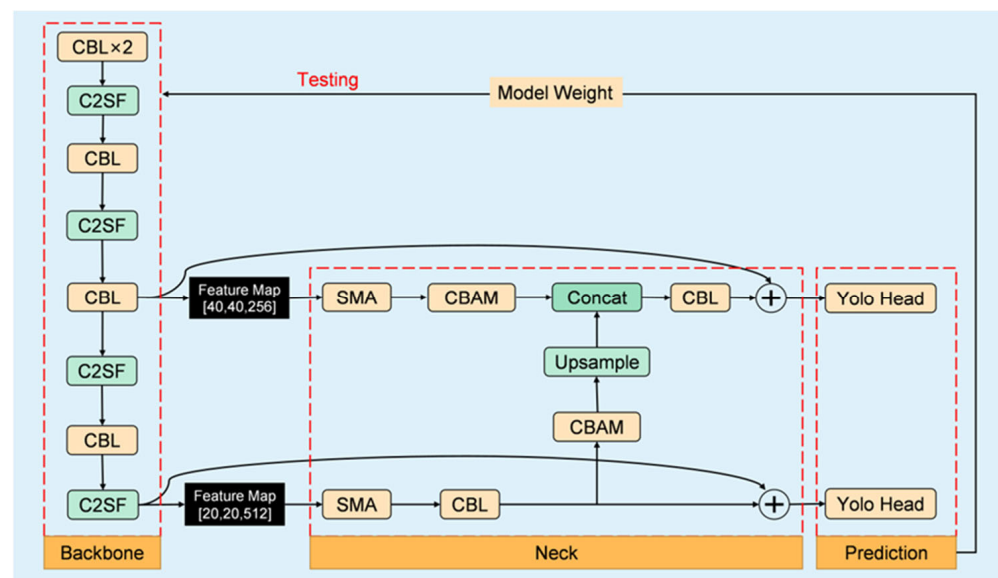 CBL×2
Testing
Model Weight
C2SF
CBL
C2SF
CBL
Feature Map
[40,40,256]
SMA
CBAM
Concat
CBL
+
Yolo Head
C2SF
Upsample
CBL
CBAM
C2SF
Feature Map
[20,20,512]
SMA
CBL
+
Yolo Head
Backbone
Neck
Prediction